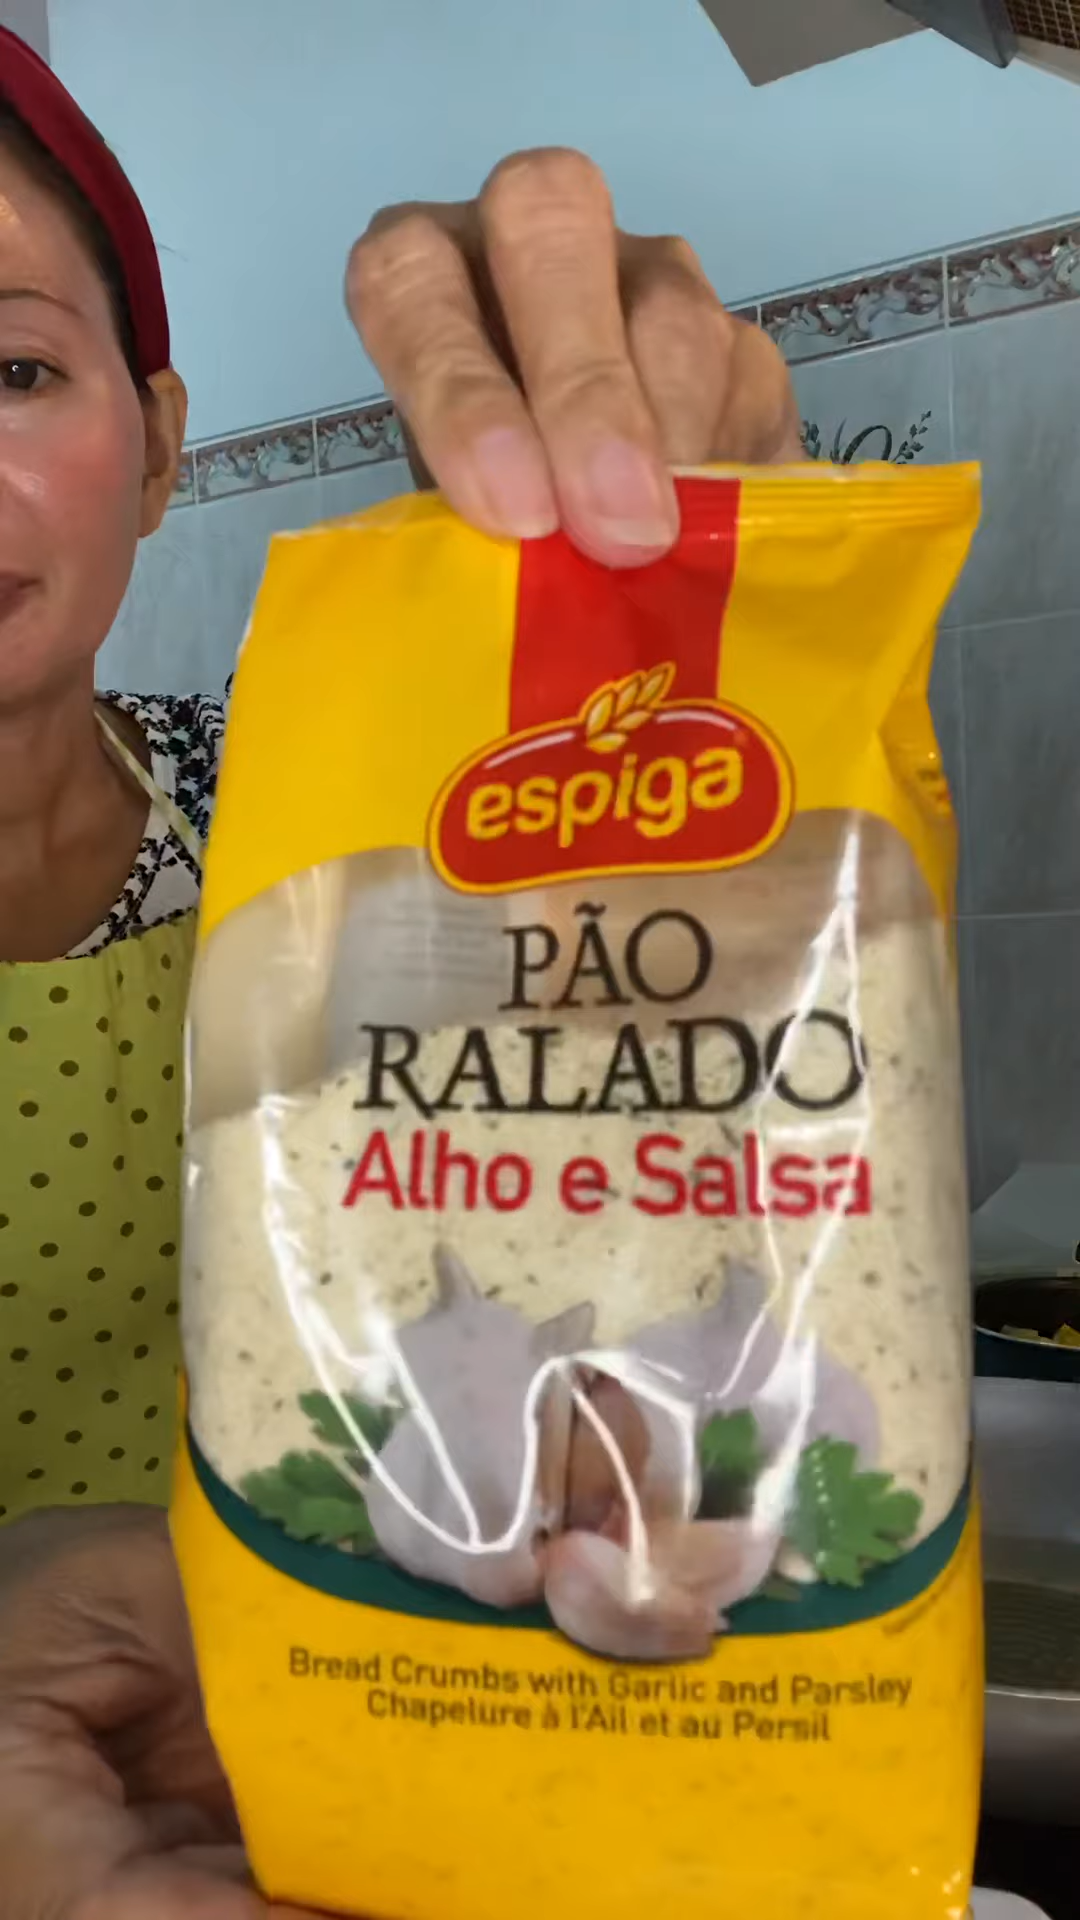 espiga
PÃO
RALADO
Alho e Salsa
Bread Crumbs with Garlic and Parsley
Chapelure à l'Ail et au Persil